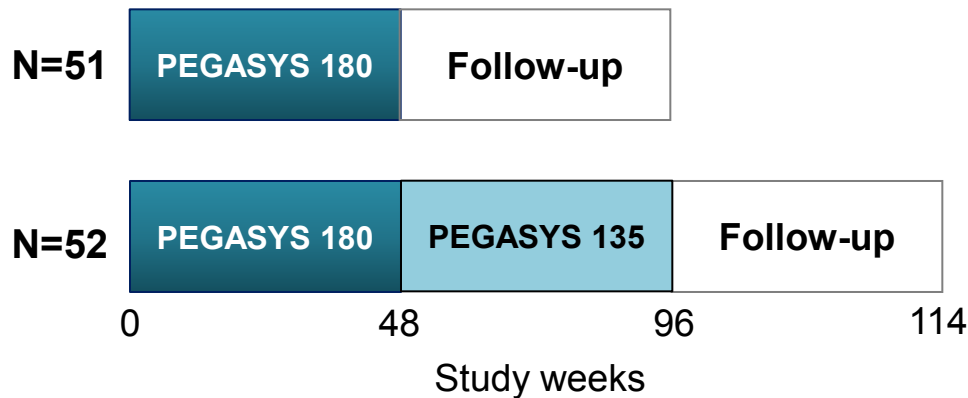 N=51 PEGASYS 180 Follow-up
N=52 PEGASYS 180 PEGASYS 135 Follow-up
0 48 96 114
Study weeks